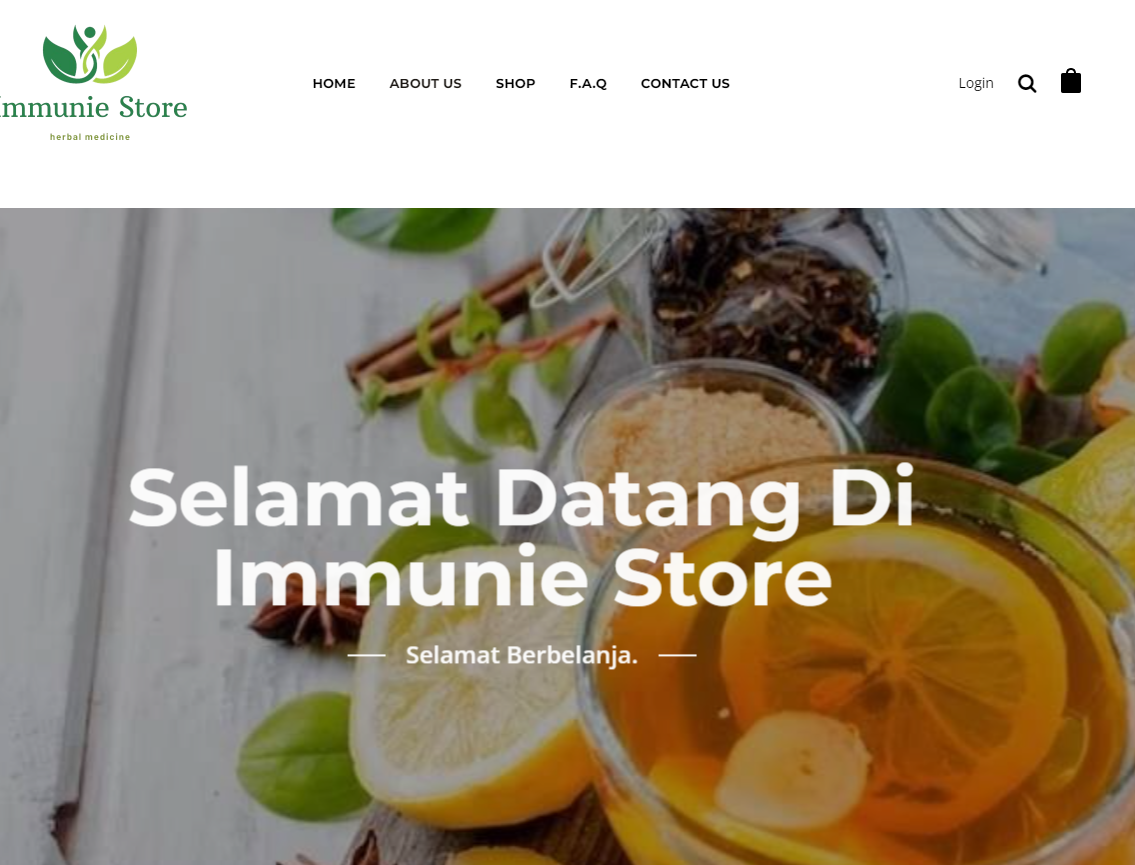 Immunie Store
herbal medicine
HOME
ABOUT US
SHOP
F.A.Q
CONTACT US
Login
Selamat Datang Di
Immunie Store
Selamat Berbelanja.